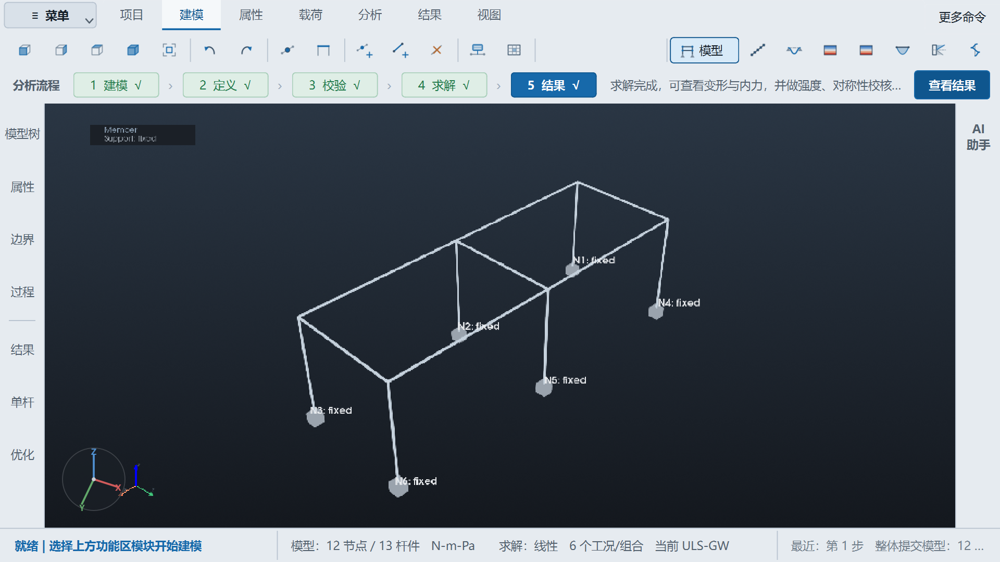 ≡ 菜单
项目
建模
属性
载荷
分析
结果
视图
更多命令
模型
分析流程
1 建模 √
›
2 定义 √
›
3 校验 √
›
4 求解 √
›
5 结果 √
求解完成，可查看变形与内力，并做强度、对称性校核...
查看结果
模型树
属性
边界
过程
结果
单杆
优化
AI
助手
Member
Support: fixed
N1: fixed
N4: fixed
N2: fixed
N5: fixed
N3: fixed
N6: fixed
Z
X
Y
就绪 | 选择上方功能区模块开始建模
模型：12 节点 / 13 杆件 N-m-Pa
求解：线性 6 个工况/组合 当前 ULS-GW
最近：第 1 步 整体提交模型：12 ...